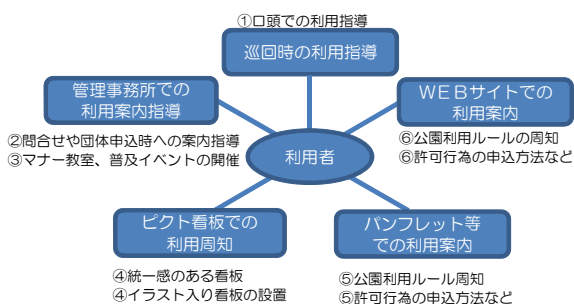 ①口頭での利用指導
巡回時の利用指導
管理事務所での
利用案内指導
②問合せや団体申込時への案内指導
③マナー教室、普及イベントの開催
WEBサイトでの
利用案内
⑥公園利用ルールの周知
⑥許可行為の申込方法など
利用者
ピクト看板での
利用周知
④統一感のある看板
④イラスト入り看板の設置
パンフレット等
での利用案内
⑤公園利用ルール周知
⑤許可行為の申込方法など